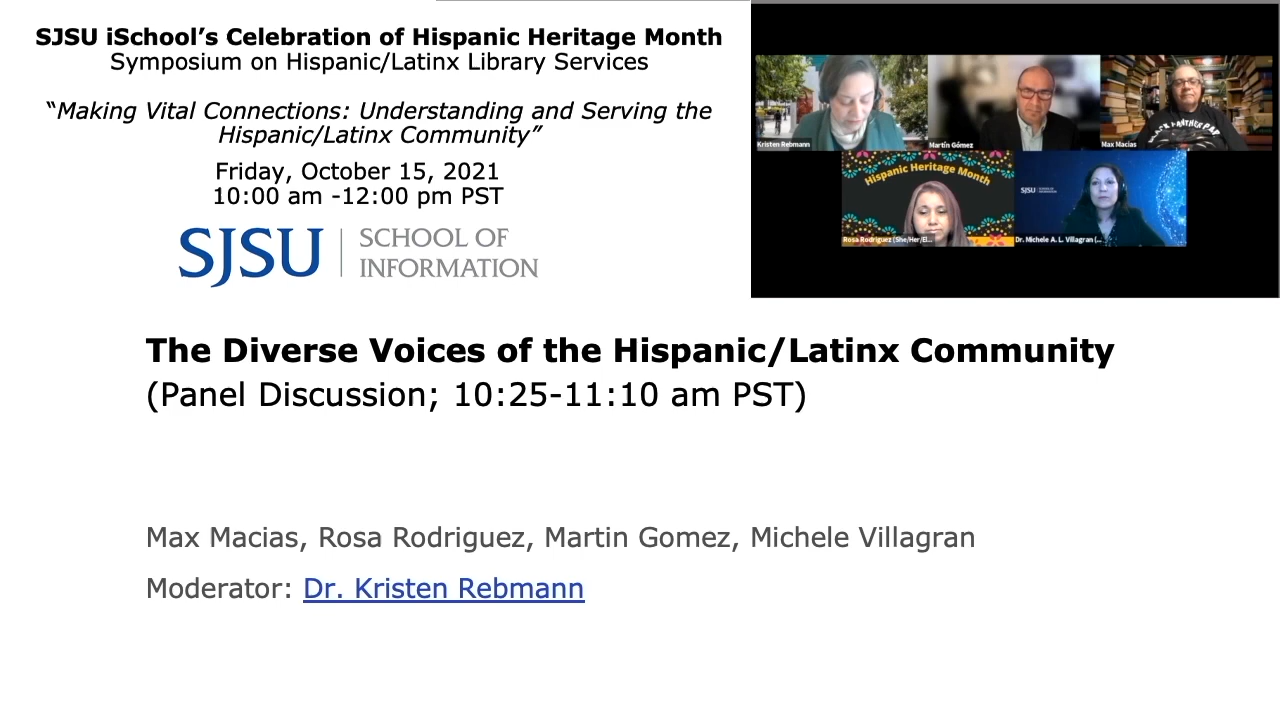 SJSU iSchool's Celebration of Hispanic Heritage Month
Symposium on Hispanic/Latinx Library Services
“Making Vital Connections: Understanding and Serving the
Hispanic/Latinx Community”
Friday, October 15, 2021
10:00 am -12:00 pm PST
SJSU | SCHOOL OF
INFORMATION
Kristen Rebmann
Martín Gómez
Max Macias
Hispanic Heritage Month
SJSU
Rosa Rodriguez (She/Her/El...
Dr. Michele A. L. Villagran (...
The Diverse Voices of the Hispanic/Latinx Community
(Panel Discussion; 10:25-11:10 am PST)
Max Macias, Rosa Rodriguez, Martin Gomez, Michele Villagran
Moderator: Dr. Kristen Rebmann